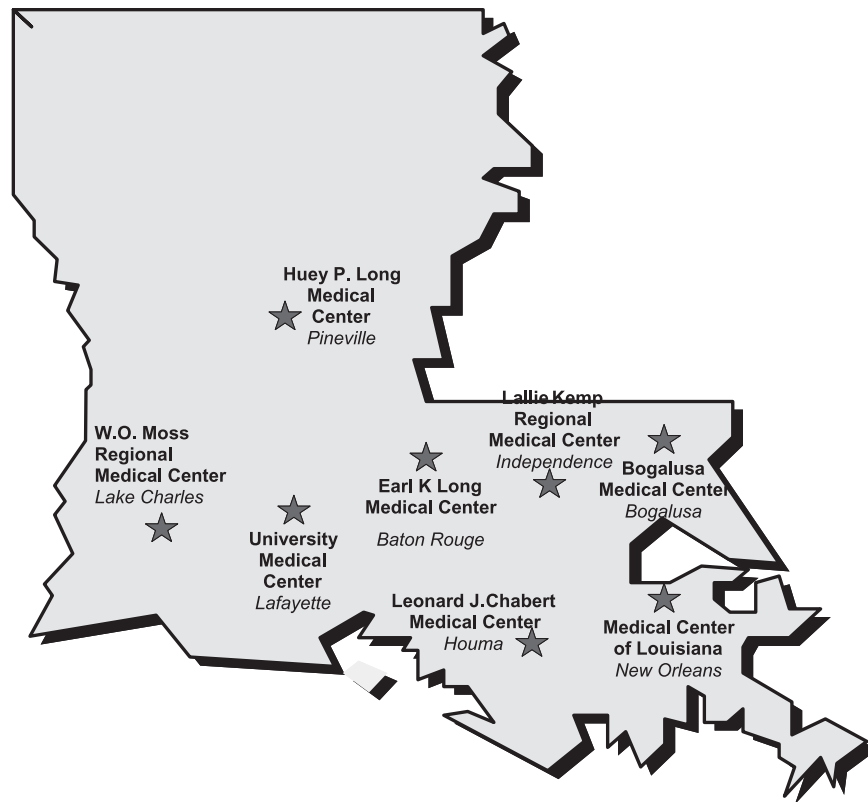 Huey P. Long
Medical
Center
Pineville
Lallie Kemp
Regional
Medical Center
Independence
W.O. Moss
Regional
Medical Center
Lake Charles
Earl K Long
Medical Center
Baton Rouge
Bogalusa
Medical Center
Bogalusa
University
Medical
Center
Lafayette
Leonard J.Chabert
Medical Center
Houma
Medical Center
of Louisiana
New Orleans